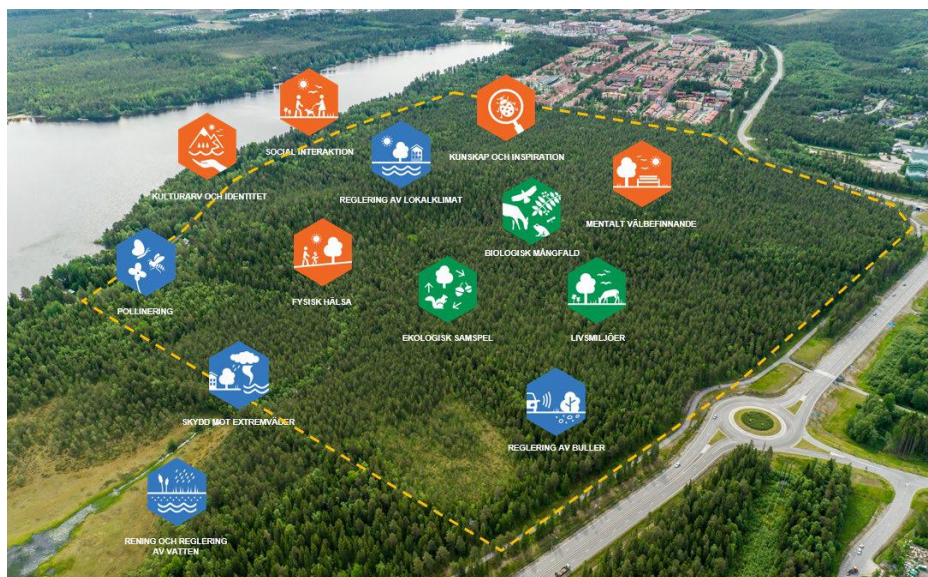 SOCIAL INTERAKTION
KUNSKAP OCH INSPIRATION
KULTURARV OCH IDENTITET
REGLERING AV LOKALKLIMAT
MENTALT VÄLBEFINNANDE
BIOLOGISK MÅNGFALD
FYSISK HÄLSA
POLLINERING
EKOLOGISK SAMSPEL
LIVSMILJÖER
SKYDD MOT EXTREMVÄDER
REGLERING AV BULLER
RENING OCH REGLERING
AV VATTEN